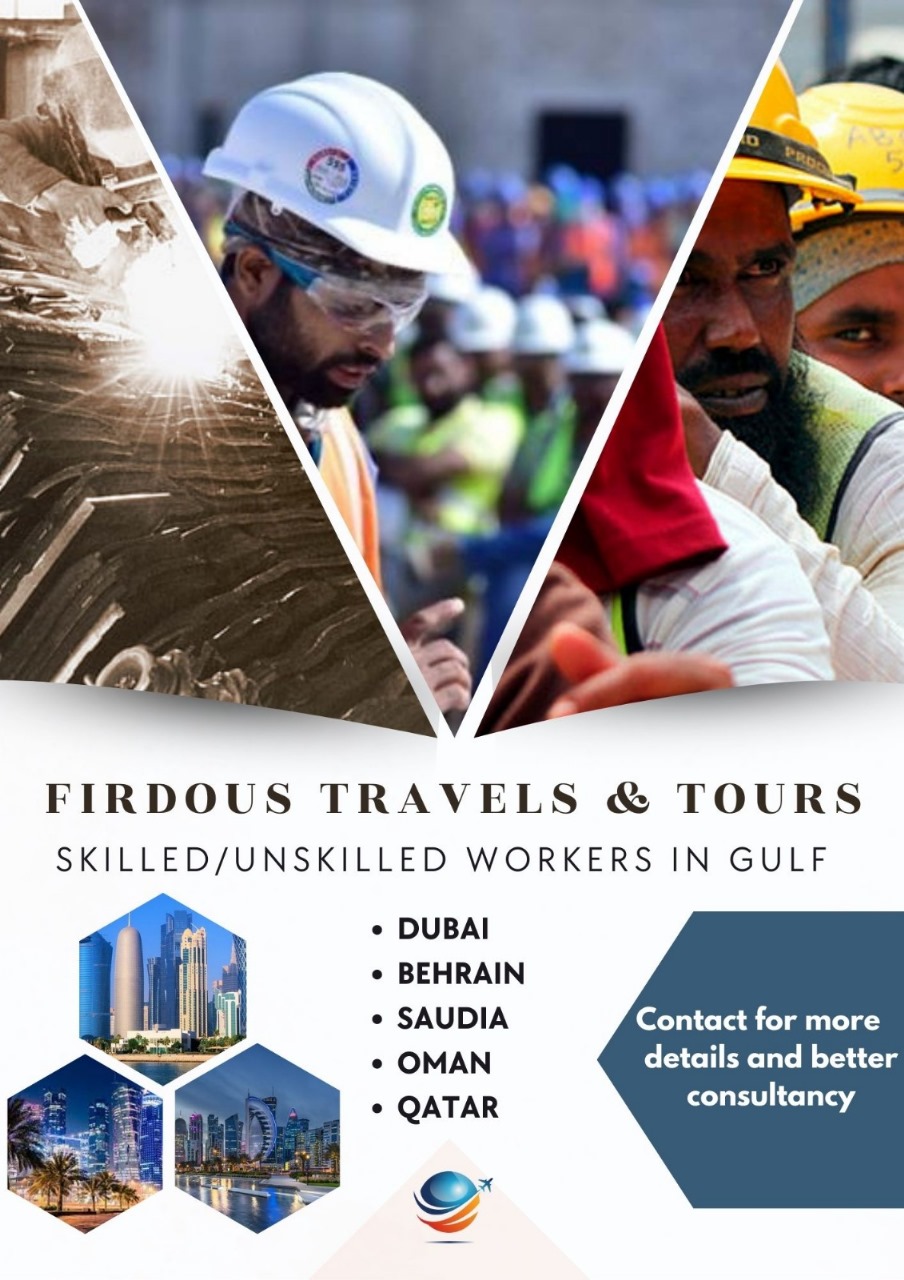 FIRDOUS TRAVELS & TOURS
SKILLED/UNSKILLED WORKERS IN GULF
• DUBAI
• BEHRAIN
• SAUDIA
• OMAN
• QATAR
Contact for more
details and better
consultancy